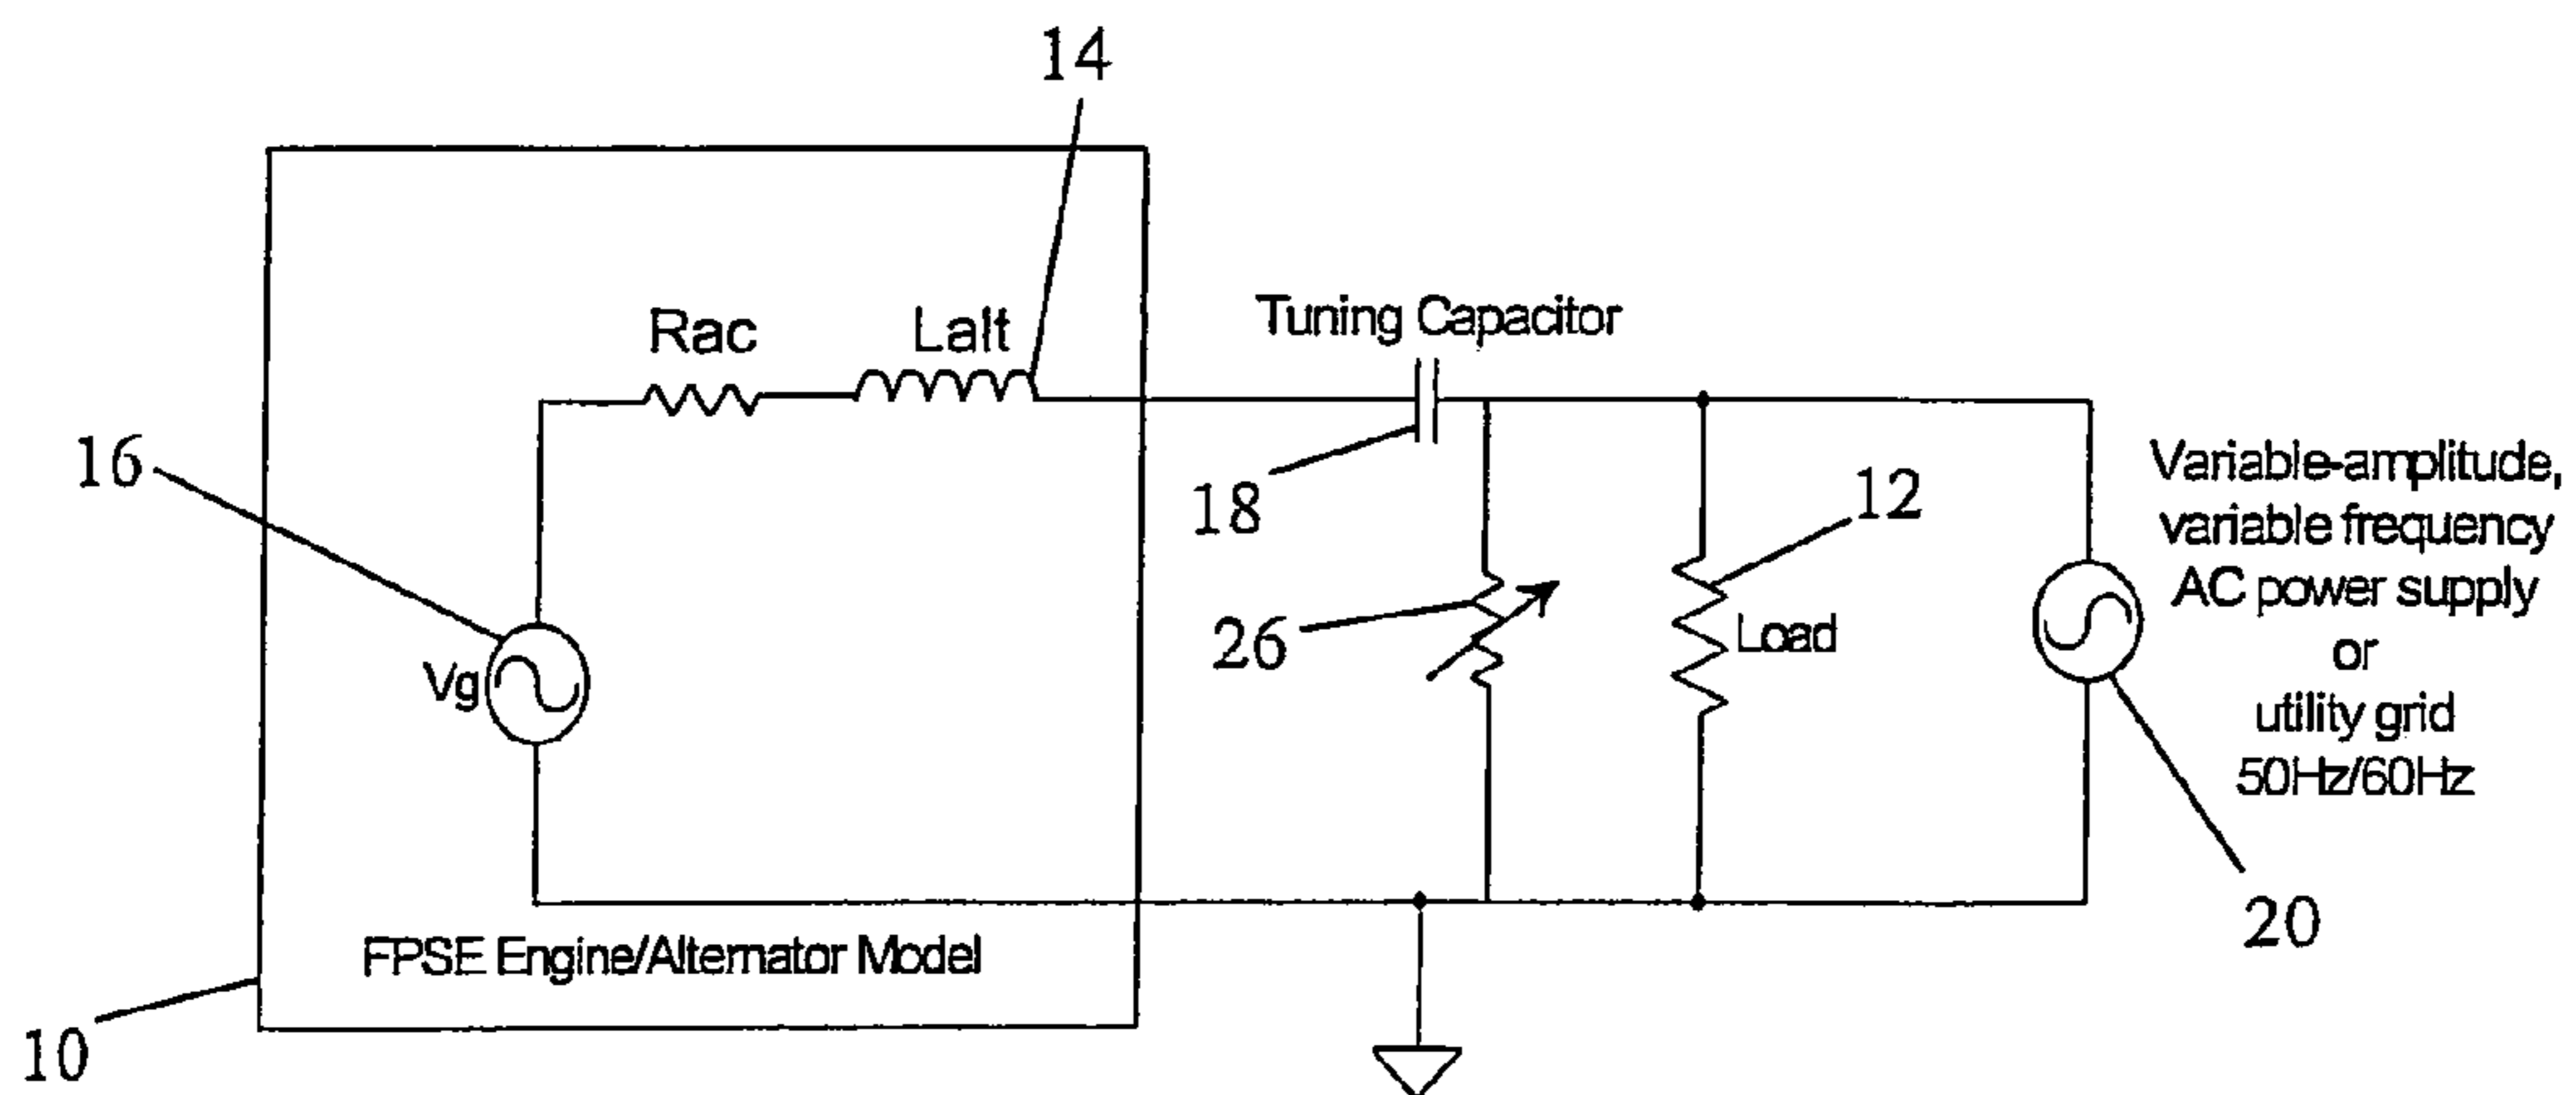 14
Rac
Lalt
Tuning Capacitor
16
18
12
Variable-amplitude,
variable frequency
AC power supply
or
utility grid
50Hz/60Hz
26
Load
Vg
20
FPSE Engine/Alternator Model
10